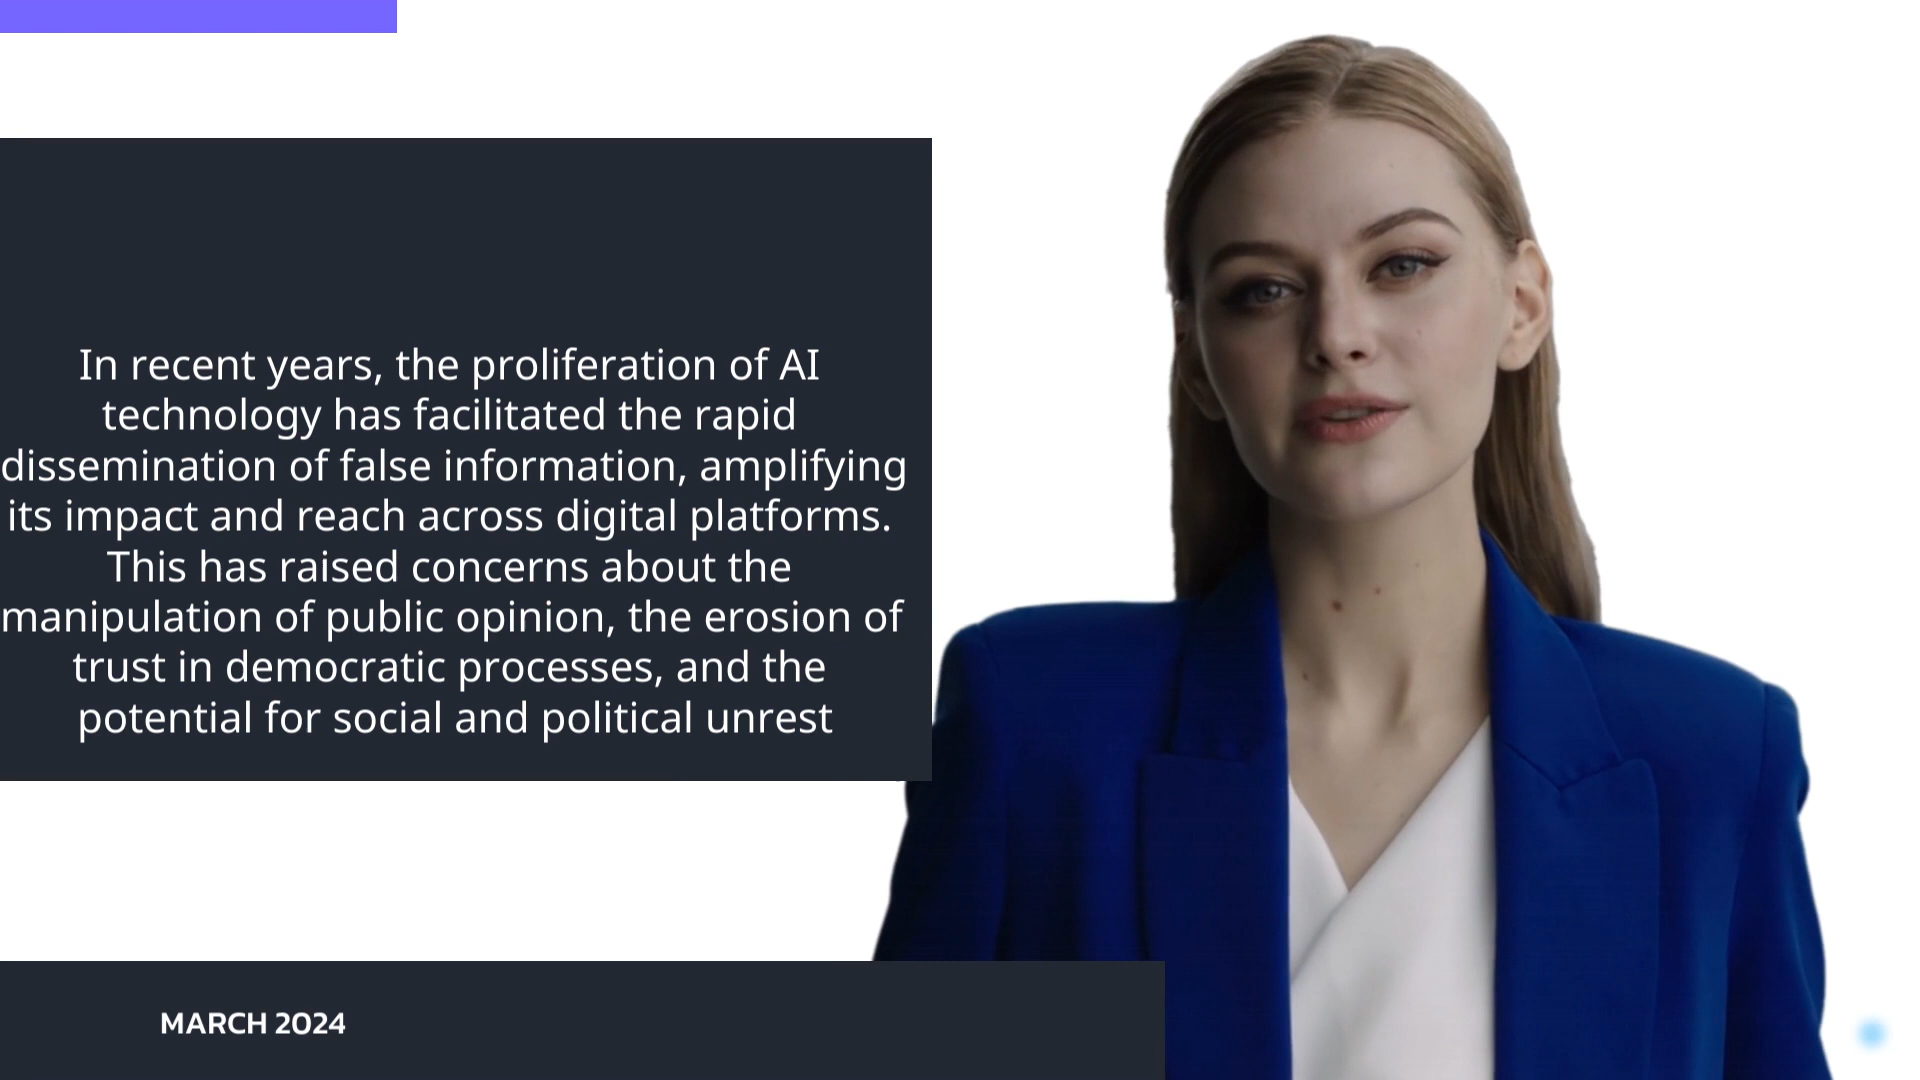 In recent years, the proliferation of AI
technology has facilitated the rapid
dissemination of false information, amplifying
its impact and reach across digital platforms.
This has raised concerns about the
manipulation of public opinion, the erosion of
trust in democratic processes, and the
potential for social and political unrest
MARCH 2024